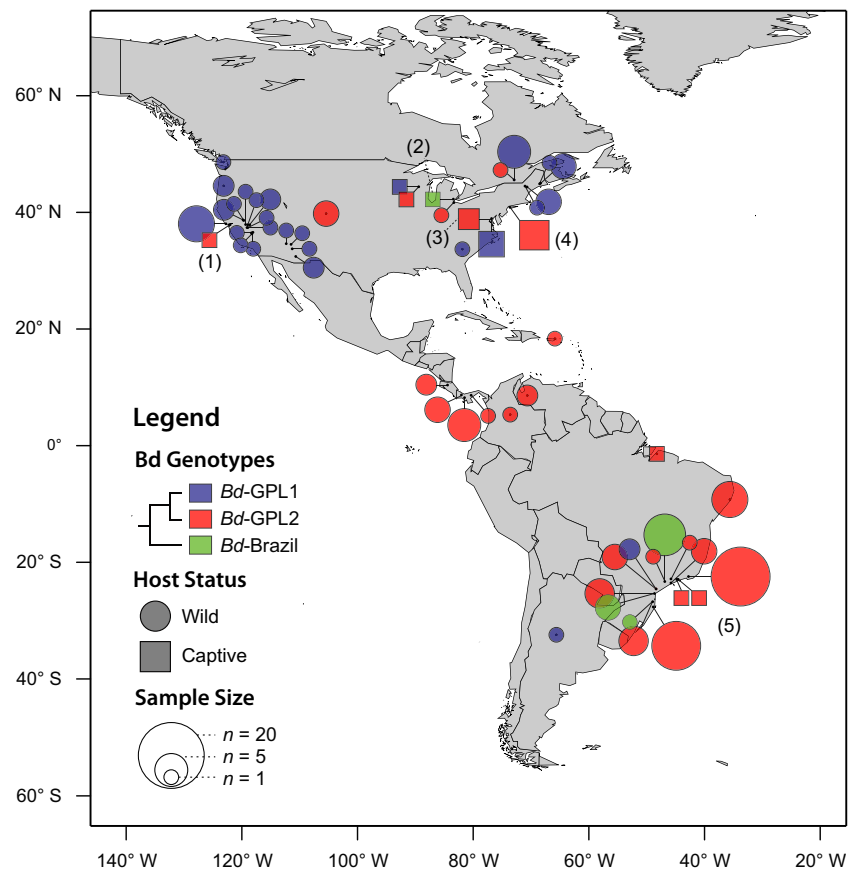 60° N
40° N
20° N
0°
20° S
40° S
60° S
140° W
120° W
100° W
80° W
60° W
40° W
20° W
(1)
(2)
(3)
(4)
(5)
Legend
Bd Genotypes
Bd-GPL1
Bd-GPL2
Bd-Brazil
Host Status
Wild
Captive
Sample Size
n = 20
n = 5
n = 1